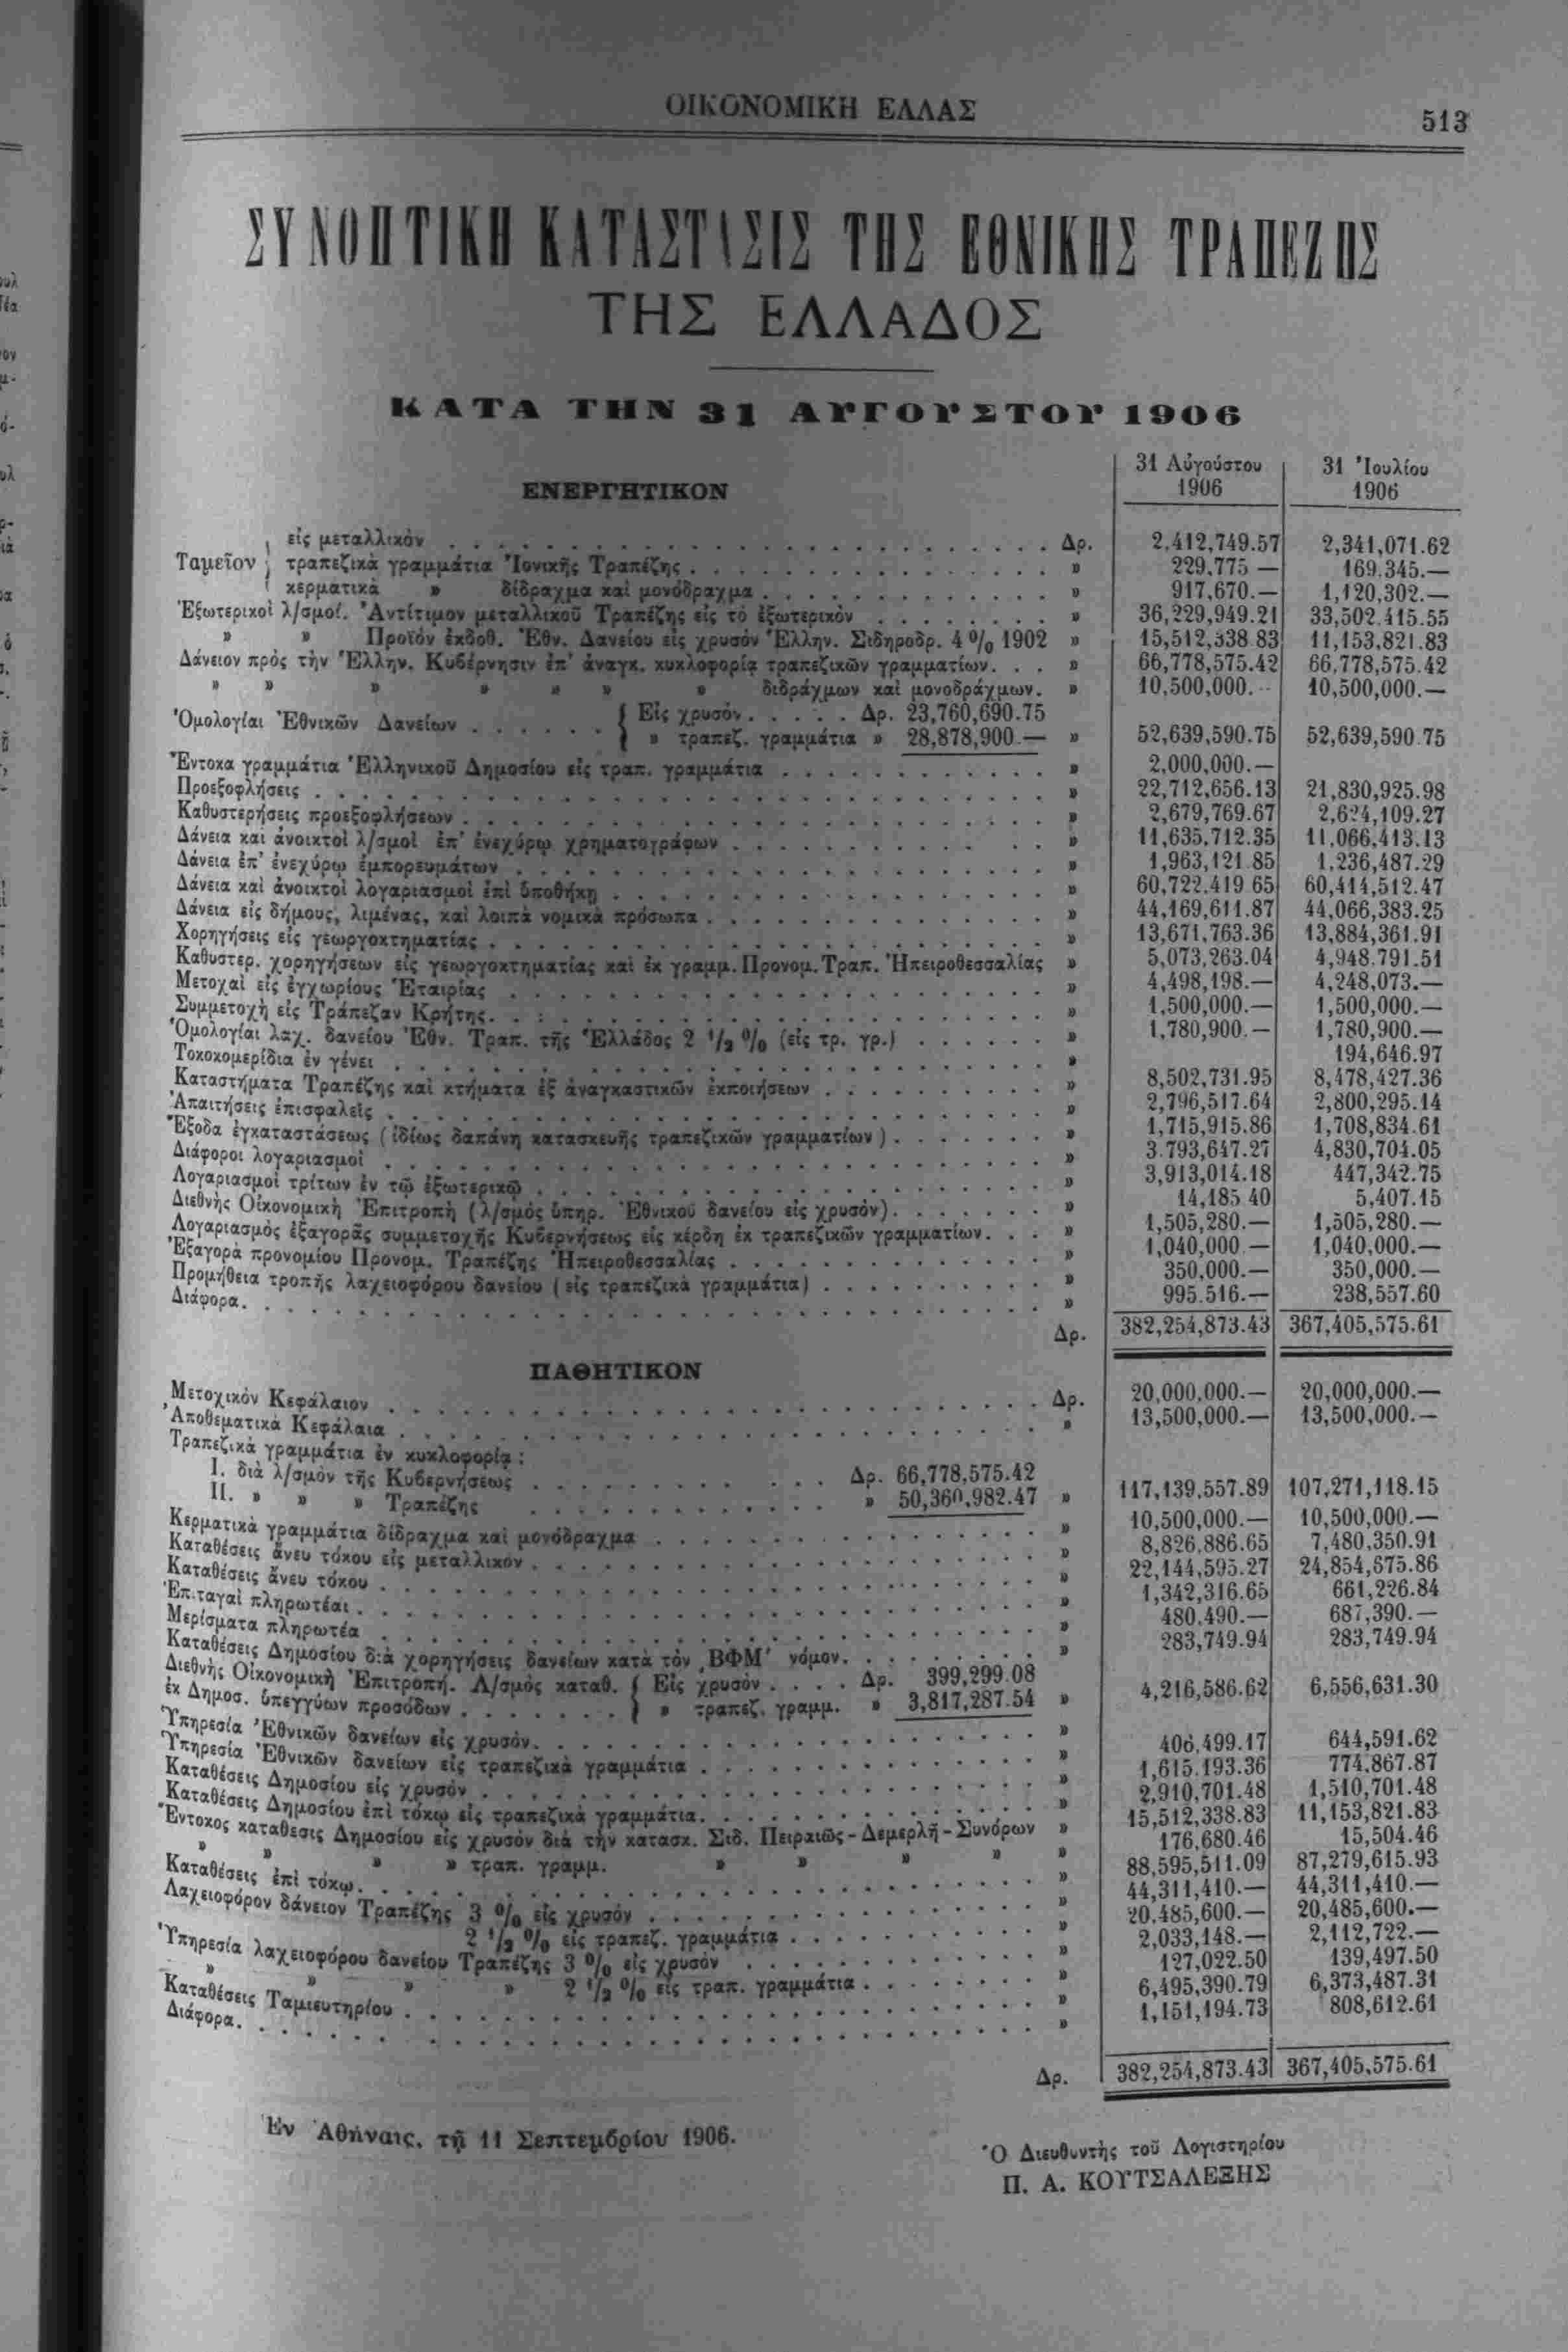 ΟΙΚΟΝΟΜΙΚΗ ΕΛΛΑΣ
513
ΣΥΝΟΠΤΙΚΗ ΚΑΤΑΣΤΑΣΙΣ ΤΗΣ ΕΘΝΙΚΗΣ ΤΡΑΠΕΖΗΣ
ΤΗΣ ΕΛΛΑΔΟΣ
ΚΑΤΑ ΤΗΝ 31 ΑΥΓΟΥΣΤΟΥ 1906
ΕΝΕΡΓΗΤΙΚΟΝ 31 Αὐγούστου 1906 31 Ἰουλίου 1906
Ταμεῖον εἰς μεταλλικὸν Δρ. 2,412,749.57 2,341,071.62
τραπεζικὰ γραμμάτια Ἰονικῆς Τραπέζης » 229,775 — 169.345.—
κερματικὰ » δίδραχμα καὶ μονόδραχμα » 917,670.— 1,120,302.—
Ἐξωτερικοὶ λ/σμοί. Ἀντίτιμον μεταλλικοῦ Τραπέζης εἰς τὸ ἐξωτερικὸν » 36,229,949.21 33,502.415.55
» » Προϊὸν ἐκδοθ. Ἐθν. Δανείου εἰς χρυσὸν Ἑλλην. Σιδηροδρ. 4 % 1902 » 15,512,338 83 11,153.821.83
Δάνειον πρὸς τὴν Ἑλλην. Κυβέρνησιν ἐπ' ἀναγκ. κυκλοφορίᾳ τραπεζικῶν γραμματίων. » 66,778,575.42 66,778,575.42
» » » » » » » διδράχμων καὶ μονοδράχμων. » 10,500,000.- 10,500,000.—
Ὁμολογίαι Ἐθνικῶν Δανείων Εἰς χρυσόν. Δρ. 23,760,690.75
» τραπεζ. γραμμάτια » 28,878,900.— » 52,639,590.75 52,639,590.75
Ἔντοκα γραμμάτια Ἑλληνικοῦ Δημοσίου εἰς τραπ. γραμμάτια » 2,000,000.—
Προεξοφλήσεις » 22,712,656.13 21,830,925.98
Καθυστερήσεις προεξοφλήσεων » 2,679,769.67 2,624,109.27
Δάνεια καὶ ἀνοικτοὶ λ/σμοὶ ἐπ' ἐνεχύρῳ χρηματογράφων » 11,635,712.35 11,066,413.13
Δάνεια ἐπ' ἐνεχύρῳ ἐμπορευμάτων » 1,963,121.85 1.236,487.29
Δάνεια καὶ ἀνοικτοὶ λογαριασμοὶ ἐπὶ ὑποθήκῃ » 60,722,419 65 60,414,512.47
Δάνεια εἰς δήμους, λιμένας, καὶ λοιπὰ νομικὰ πρόσωπα » 44,169,611.87 44,066,383.25
Χορηγήσεις εἰς γεωργοκτηματίας » 13,671,763.36 13,884,361.91
Καθυστερ. χορηγήσεων εἰς γεωργοκτηματίας καὶ ἐκ γραμμ. Προνομ. Τραπ. Ἠπειροθεσσαλίας » 5,073,263.04 4,948.791.51
Μετοχαὶ εἰς ἐγχωρίους Ἑταιρίας » 4,498,198.— 4,248,073.—
Συμμετοχὴ εἰς Τράπεζαν Κρήτης. » 1,500,000.— 1,500,000.—
Ὁμολογίαι λαχ. δανείου Ἐθν. Τραπ. τῆς Ἑλλάδος 2 1/2 % (εἰς τρ. γρ.) » 1,780,900.— 1,780,900.—
Τοκομερίδια ἐν γένει » 194,646.97
Καταστήματα Τραπέζης καὶ κτήματα ἐξ ἀναγκαστικῶν ἐκποιήσεων » 8,502,731.95 8,478,427.36
Ἀπαιτήσεις ἐπισφαλεῖς » 2,796,517.64 2,800,295.14
Ἔξοδα ἐγκαταστάσεως (ἰδίως δαπάνη κατασκευῆς τραπεζικῶν γραμματίων) » 1,715,915.86 1,708,834.61
Διάφοροι λογαριασμοὶ » 3.793,647.27 4,830,704.05
Λογαριασμοὶ τρίτων ἐν τῷ ἐξωτερικῷ » 3,913,014.18 447,342.75
Διεθνὴς Οἰκονομικὴ Ἐπιτροπὴ (λ/σμὸς ὑπηρ. Ἐθνικοῦ δανείου εἰς χρυσόν) » 14,185 40 5,407.15
Λογαριασμὸς ἐξαγορᾶς συμμετοχῆς Κυβερνήσεως εἰς κέρδη ἐκ τραπεζικῶν γραμματίων. » 1,505,280.— 1,505,280.—
Ἐξαγορὰ προνομίου Προνομ. Τραπέζης Ἠπειροθεσσαλίας » 1,040,000.— 1,040,000.—
Προμήθεια τροπῆς λαχειοφόρου δανείου (εἰς τραπεζικὰ γραμμάτια) » 350,000.— 350,000.—
Διάφορα. » 995.516.— 238,557.60
Δρ. 382,254,873.43 367,405,575.61
ΠΑΘΗΤΙΚΟΝ
Μετοχικὸν Κεφάλαιον Δρ. 20,000,000.— 20,000,000.—
Ἀποθεματικὰ Κεφάλαια » 13,500,000.— 13,500,000.—
Τραπεζικὰ γραμμάτια ἐν κυκλοφορίᾳ :
I. διὰ λ/σμὸν τῆς Κυβερνήσεως Δρ. 66,778,575.42
II. » » » Τραπέζης » 50,360,982.47 » 117,139,557.89 107,271,118.15
Κερματικὰ γραμμάτια δίδραχμα καὶ μονόδραχμα » 10,500,000.— 10,500,000.—
Καταθέσεις ἄνευ τόκου εἰς μεταλλικόν » 8,826,886.65 7,480,350.91
Καταθέσεις ἄνευ τόκου » 22,144,595.27 24,854,675.86
Ἐπιταγαὶ πληρωτέαι » 1,342,316.65 661,226.84
Μερίσματα πληρωτέα » 480.490.— 687,390.—
Καταθέσεις Δημοσίου διὰ χορηγήσεις δανείων κατὰ τὸν ͵ΒΦΜ' νόμον. » 283,749.94 283,749.94
Διεθνὴς Οἰκονομικὴ Ἐπιτροπή. Λ/σμὸς καταθ. Εἰς χρυσὸν Δρ. 399,299.08
ἐκ Δημοσ. ὑπεγγύων προσόδων » τραπεζ. γραμμ. » 3,817,287.54 » 4,216,586.62 6,556,631.30
Ὑπηρεσία Ἐθνικῶν δανείων εἰς χρυσόν. » 406,499.17 644,591.62
Ὑπηρεσία Ἐθνικῶν δανείων εἰς τραπεζικὰ γραμμάτια » 1,615.193.36 774,867.87
Καταθέσεις Δημοσίου εἰς χρυσόν » 2,910,701.48 1,510,701.48
Καταθέσεις Δημοσίου ἐπὶ τόκῳ εἰς τραπεζικὰ γραμμάτια. » 15,512,338.83 11,153,821.83
Ἔντοκος κατάθεσις Δημοσίου εἰς χρυσὸν διὰ τὴν κατασκ. Σιδ. Πειραιῶς-Δεμερλῆ-Συνόρων » 176,680.46 15,504.46
» » » » τραπ. γραμμ. » » » » » 88,595,511.09 87,279,615.93
Καταθέσεις ἐπὶ τόκῳ. » 44,311,410.— 44,311,410.—
Λαχειοφόρον δάνειον Τραπέζης 3 % εἰς χρυσόν » 20,485,600.— 20,485,600.—
2 1/2 % εἰς τραπεζ. γραμμάτια » 2,033,148.— 2,112,722.—
Ὑπηρεσία λαχειοφόρου δανείου Τραπέζης 3 % εἰς χρυσὸν » 127,022.50 139,497.50
» » » » 2 1/2 % εἰς τραπ. γραμμάτια » 6,495,390.79 6,373,487.31
Καταθέσεις Ταμιευτηρίου » 1,151,194.73 808,612.61
Διάφορα. »
Δρ. 382,254,873.43 367,405,575.61
Ἐν Ἀθήναις, τῇ 11 Σεπτεμβρίου 1906.
Ὁ Διευθυντὴς τοῦ Λογιστηρίου
Π. Α. ΚΟΥΤΣΑΛΕΞΗΣ